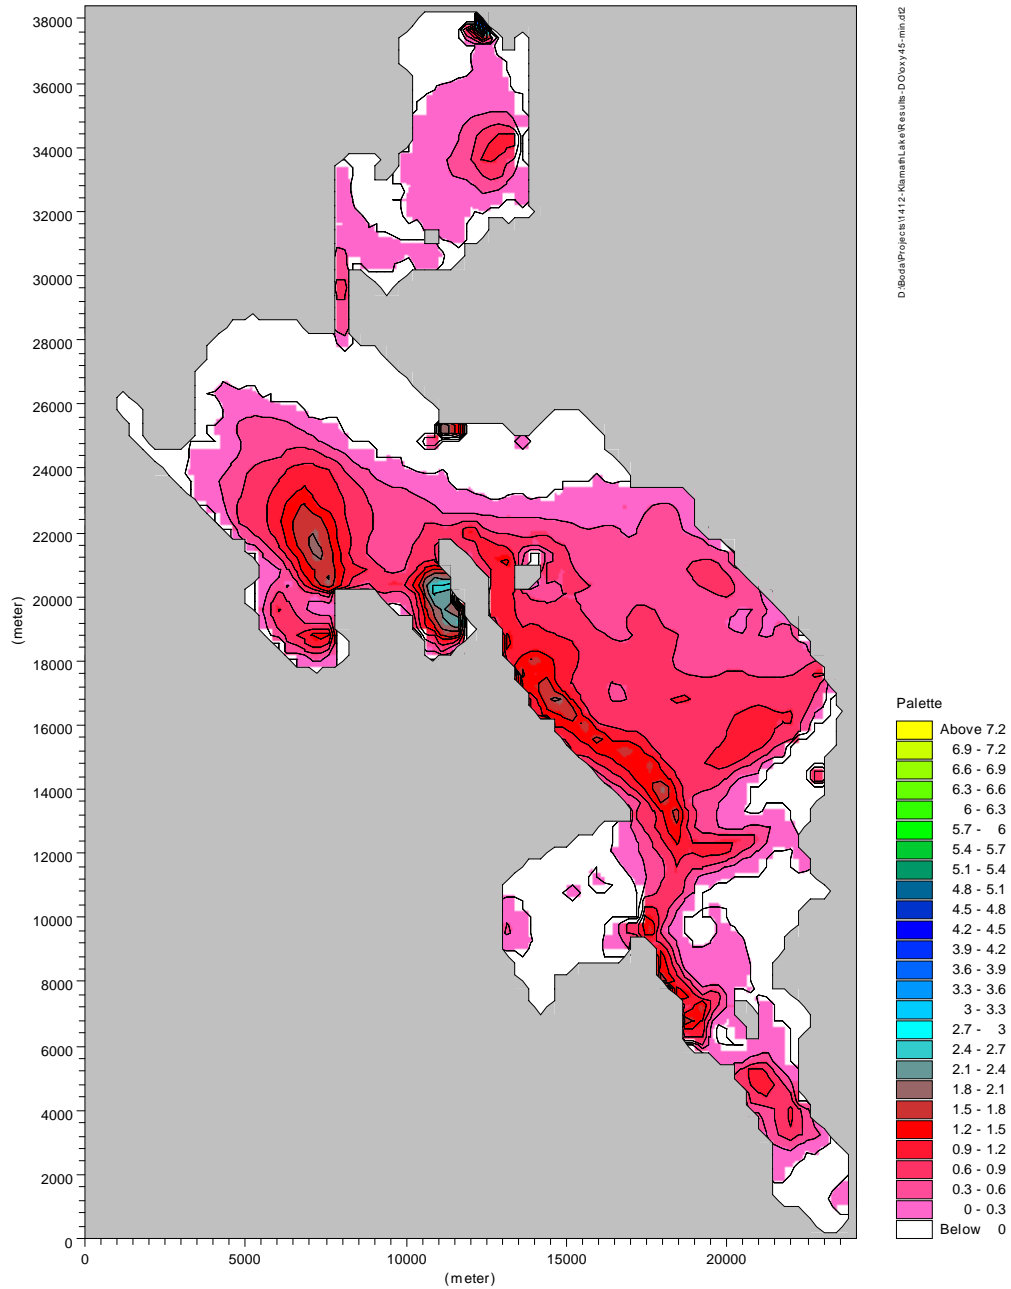 38000
36000
34000
32000
30000
28000
26000
24000
22000
20000
18000
16000
14000
12000
10000
8000
6000
4000
2000
0
(meter)
0
5000
10000
15000
20000
(meter)
D:\Boda\Projects\1412-KlamathLake\Results-DO\oxy45-min.dt2
Palette
Above 7.2
6.9 - 7.2
6.6 - 6.9
6.3 - 6.6
6 - 6.3
5.7 - 6
5.4 - 5.7
5.1 - 5.4
4.8 - 5.1
4.5 - 4.8
4.2 - 4.5
3.9 - 4.2
3.6 - 3.9
3.3 - 3.6
3 - 3.3
2.7 - 3
2.4 - 2.7
2.1 - 2.4
1.8 - 2.1
1.5 - 1.8
1.2 - 1.5
0.9 - 1.2
0.6 - 0.9
0.3 - 0.6
0 - 0.3
Below 0